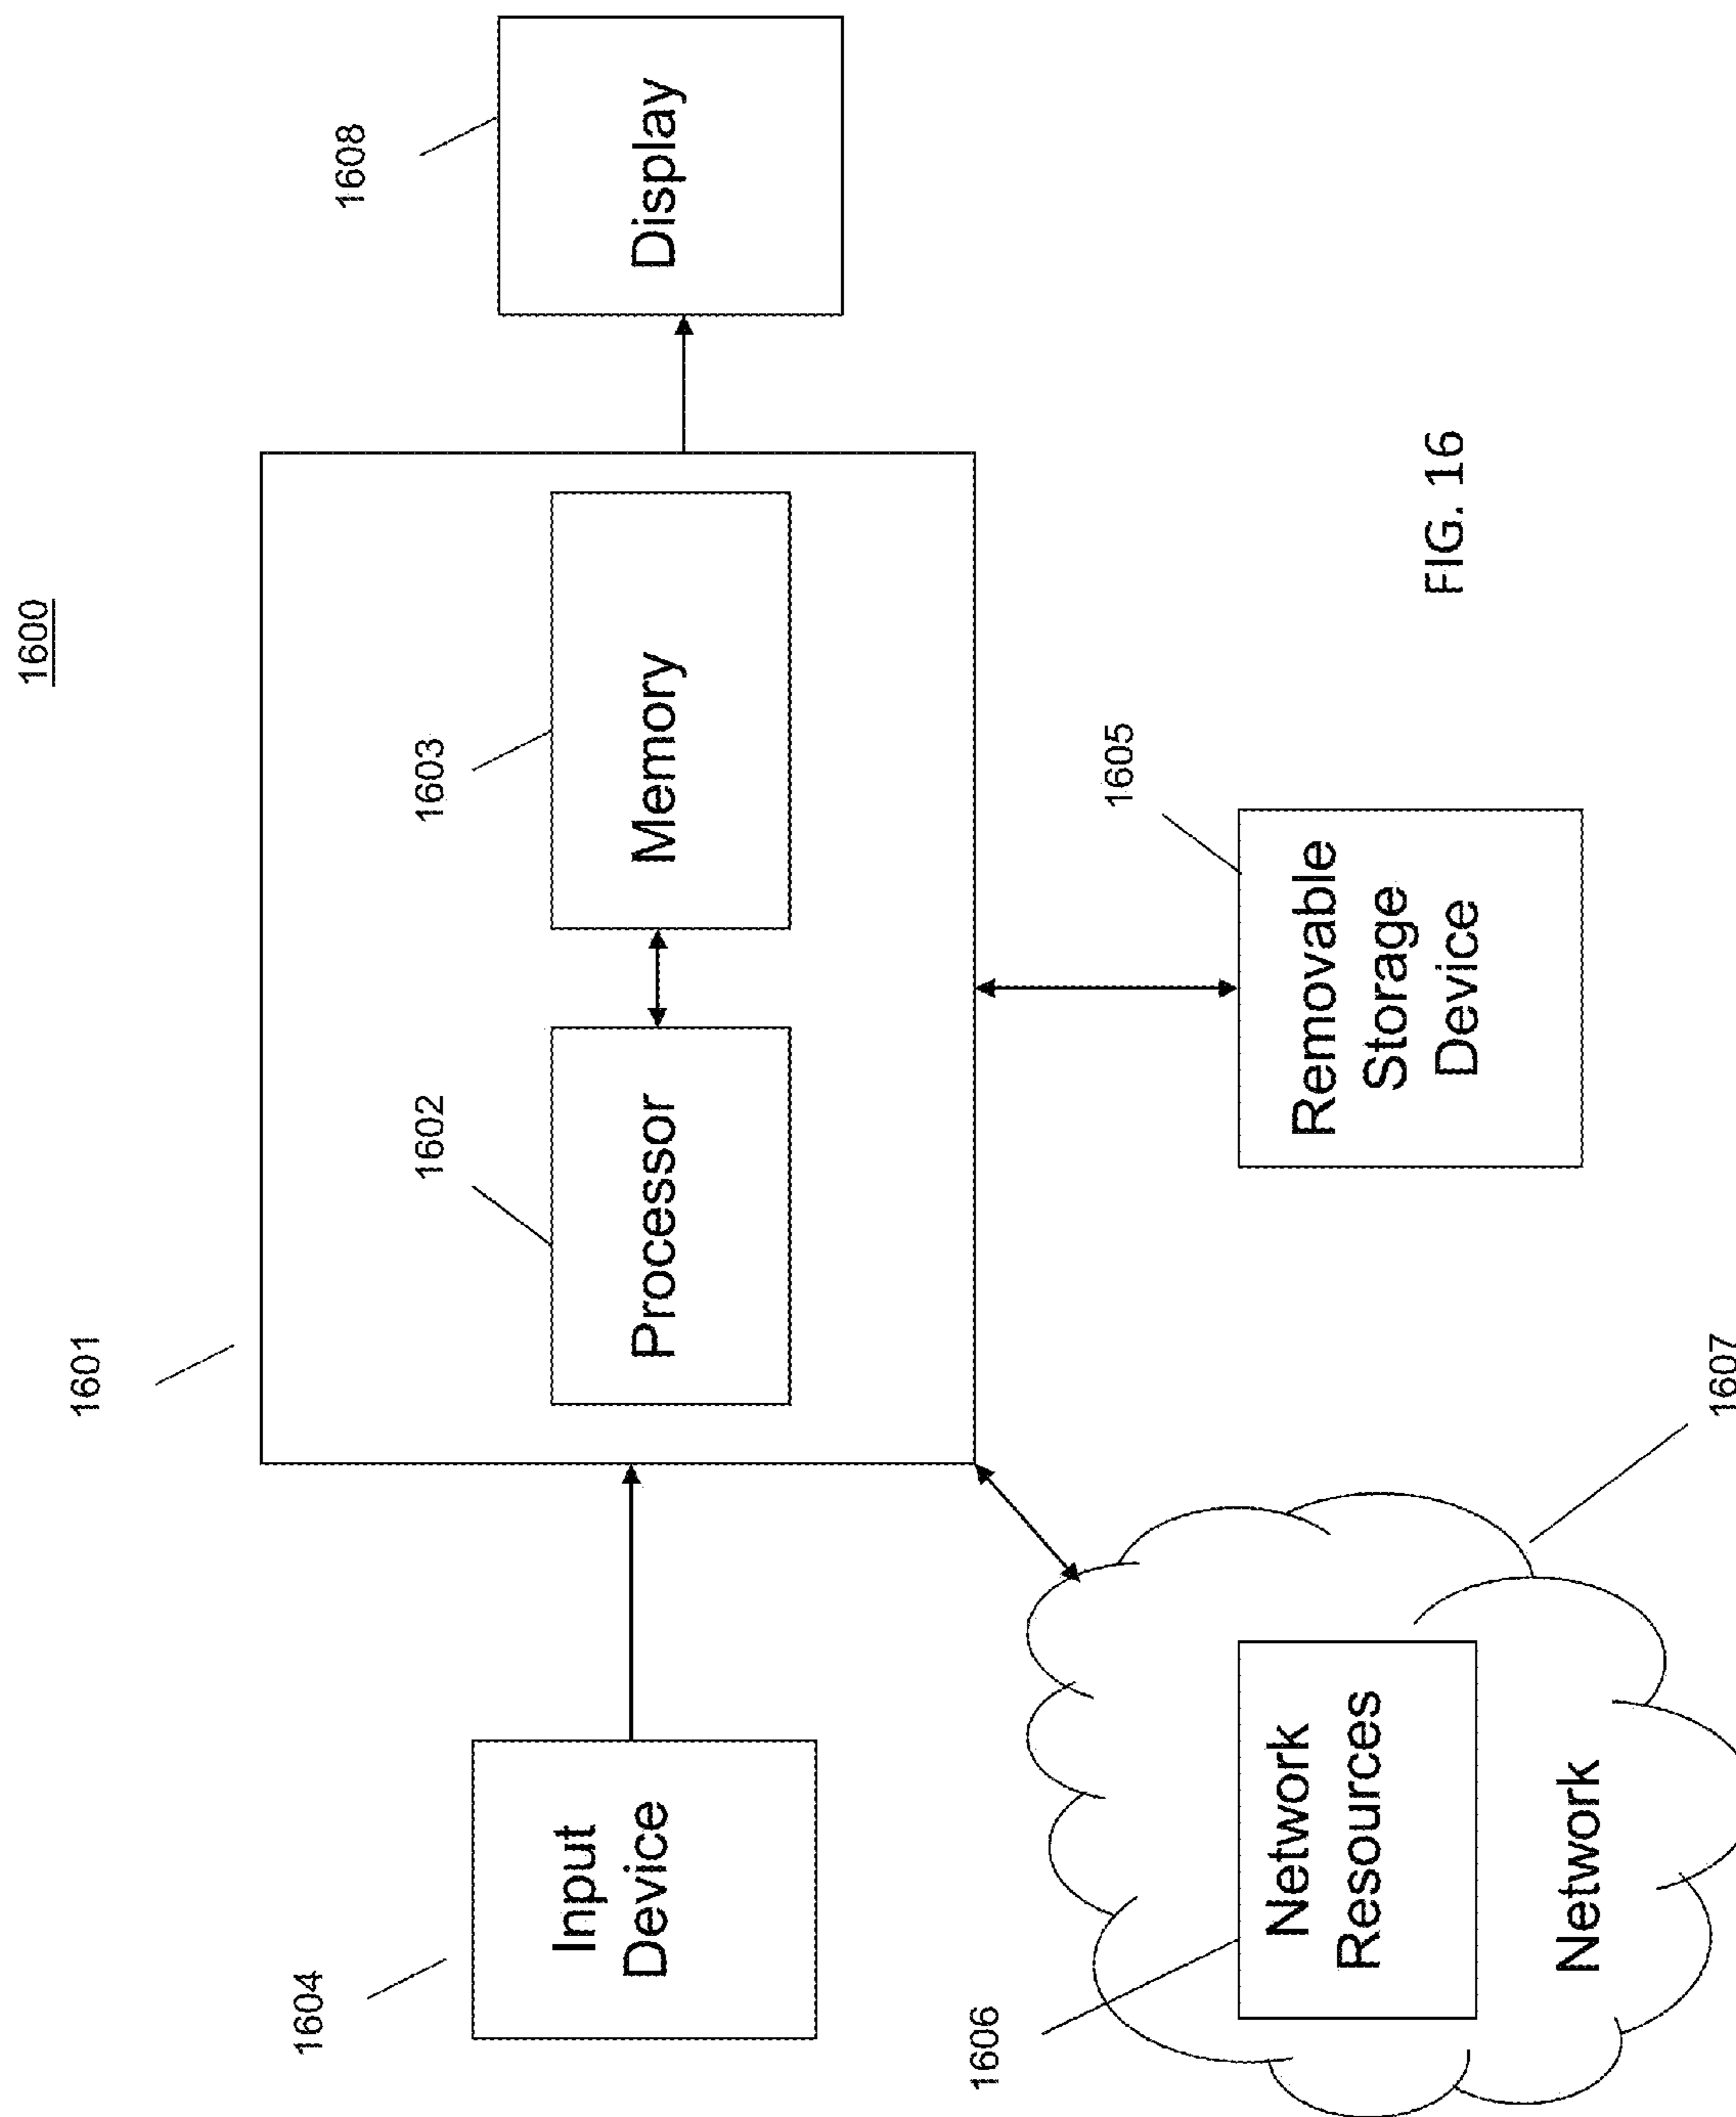 1600
1601
1602
1603
1608
Processor
Memory
Display
1604
Input
Device
1605
Removable
Storage
Device
1606
Network
Resources
Network
1607
FIG. 16